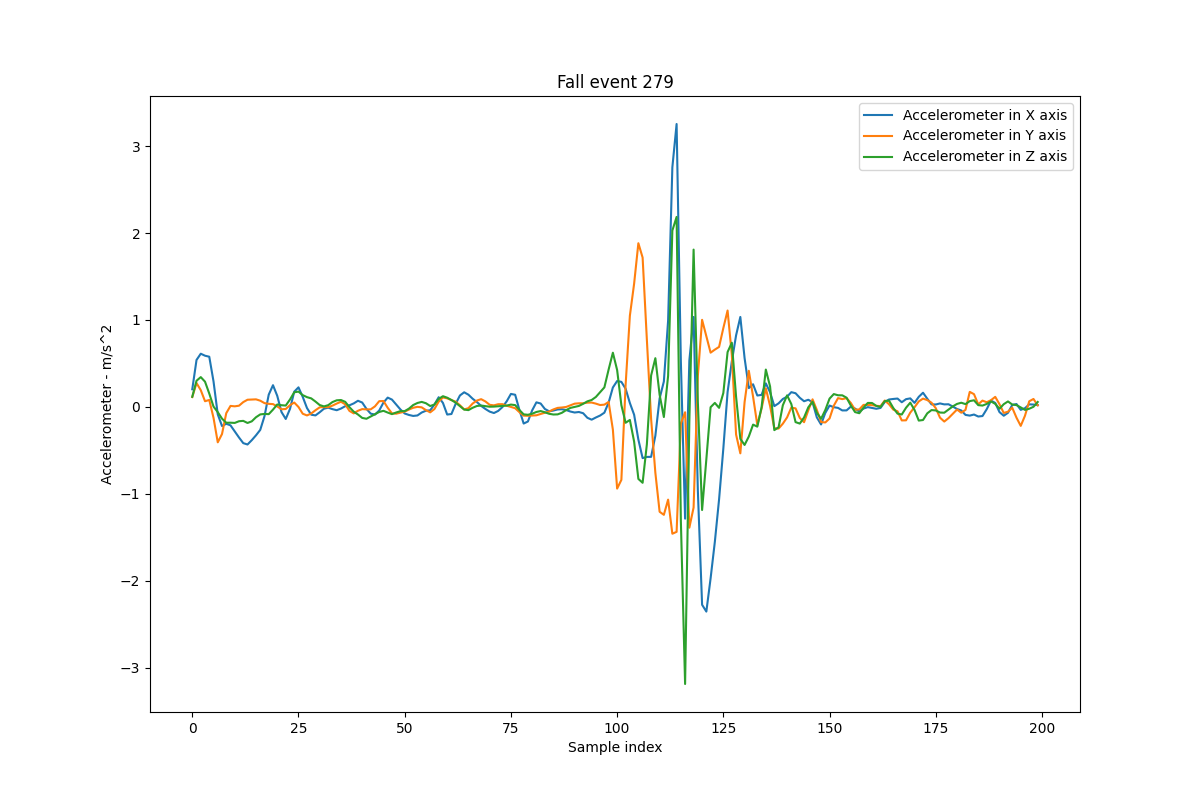 Fall event 279
Accelerometer in X axis
Accelerometer in Y axis
Accelerometer in Z axis
Accelerometer - m/s^2
3
2
1
0
−1
−2
−3
0 25 50 75 100 125 150 175 200
Sample index